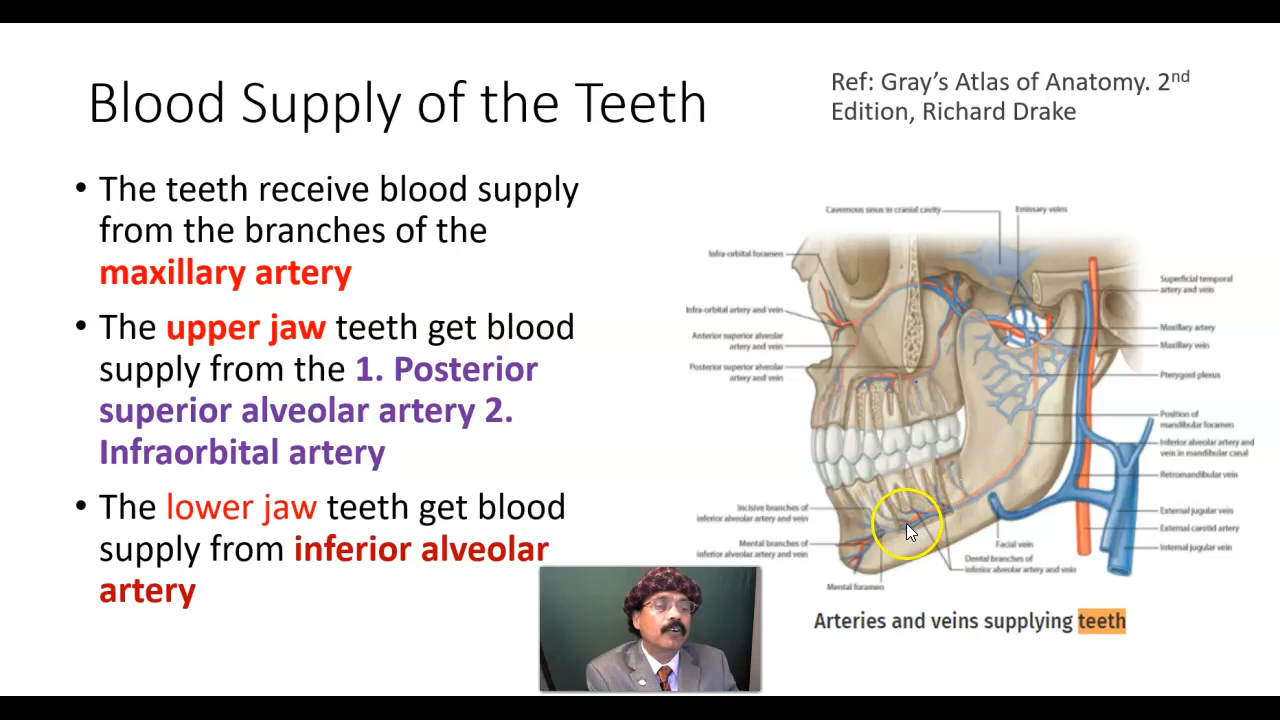 Blood Supply of the Teeth
Ref: Gray's Atlas of Anatomy. 2nd
Edition, Richard Drake
• The teeth receive blood supply
from the branches of the
maxillary artery
• The upper jaw teeth get blood
supply from the 1. Posterior
superior alveolar artery 2.
Infraorbital artery
• The lower jaw teeth get blood
supply from inferior alveolar
artery
Cavernous sinus in cranial cavity
Emissary veins
Infra-orbital foramen
Infra-orbital artery and vein
Anterior superior alveolar
artery and vein
Posterior superior alveolar
artery and vein
Superficial temporal
artery and vein
Maxillary artery
Maxillary vein
Pterygoid plexus
Position of
mandibular foramen
Inferior alveolar artery and
vein in mandibular canal
Retromandibular vein
External jugular vein
External carotid artery
Internal jugular vein
Incisive branches of
inferior alveolar artery and vein
Mental branches of
inferior alveolar artery and vein
Mental foramen
Facial vein
Dental branches of
inferior alveolar artery and vein
Arteries and veins supplying teeth